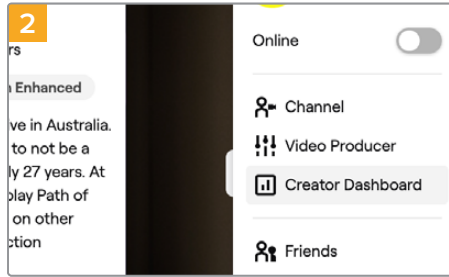 2
rs
Enhanced
ve in Australia.
to not be a
ly 27 years. At
play Path of
on other
ction
Online
Channel
Video Producer
Creator Dashboard
Friends